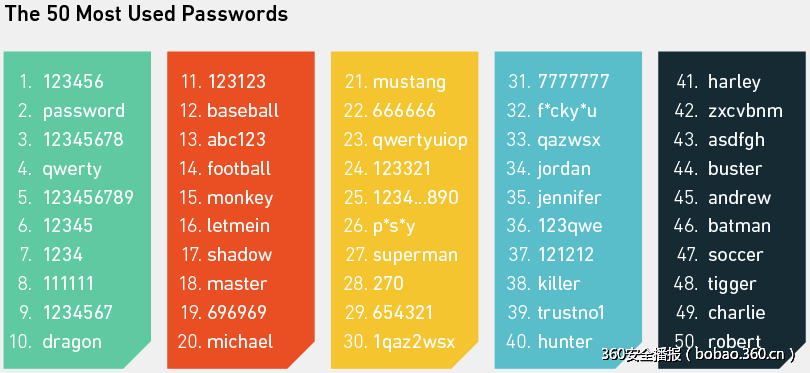 The 50 Most Used Passwords
1. 123456
2. password
3. 12345678
4. qwerty
5. 123456789
6. 12345
7. 1234
8. 111111
9. 1234567
10. dragon
11. 123123
12. baseball
13. abc123
14. football
15. monkey
16. letmein
17. shadow
18. master
19. 696969
20. michael
21. mustang
22. 666666
23. qwertyuiop
24. 123321
25. 1234...890
26. p*s*y
27. superman
28. 270
29. 654321
30. 1qaz2wsx
31. 7777777
32. f*cky*u
33. qazwsx
34. jordan
35. jennifer
36. 123qwe
37. 121212
38. killer
39. trustno1
40. hunter
41. harley
42. zxcvbnm
43. asdfgh
44. buster
45. andrew
46. batman
47. soccer
48. tigger
49. charlie
50. robert
360安全播报（bobao.360.cn）